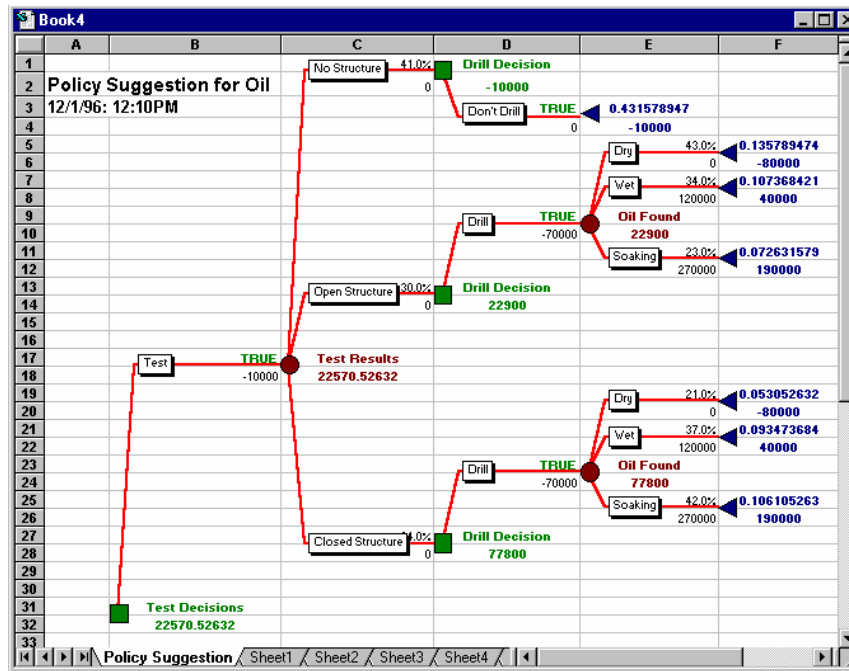 Book4
A B C D E F
1 No Structure 41.0% Drill Decision
2 Policy Suggestion for Oil 0 -10000
3 12/1/96: 12:10PM Don't Drill TRUE 0.431578947
4 0 -10000
5 Dry 43.0% 0.135789474
6 0 -80000
7 Wet 34.0% 0.107368421
8 120000 40000
9 Drill TRUE Oil Found
10 -70000 22900
11 Soaking 23.0% 0.072631579
12 270000 190000
13 Open Structure 30.0% Drill Decision
14 0 22900
15
16
17 Test TRUE Test Results
18 -10000 22570.52632
19 Dry 21.0% 0.053052632
20 0 -80000
21 Wet 37.0% 0.093473684
22 120000 40000
23 Drill TRUE Oil Found
24 -70000 77800
25 Soaking 42.0% 0.106105263
26 270000 190000
27 Closed Structure Drill Decision
28 0 77800
29
30
31 Test Decisions
32 22570.52632
33
Policy Suggestion Sheet1 Sheet2 Sheet3 Sheet4